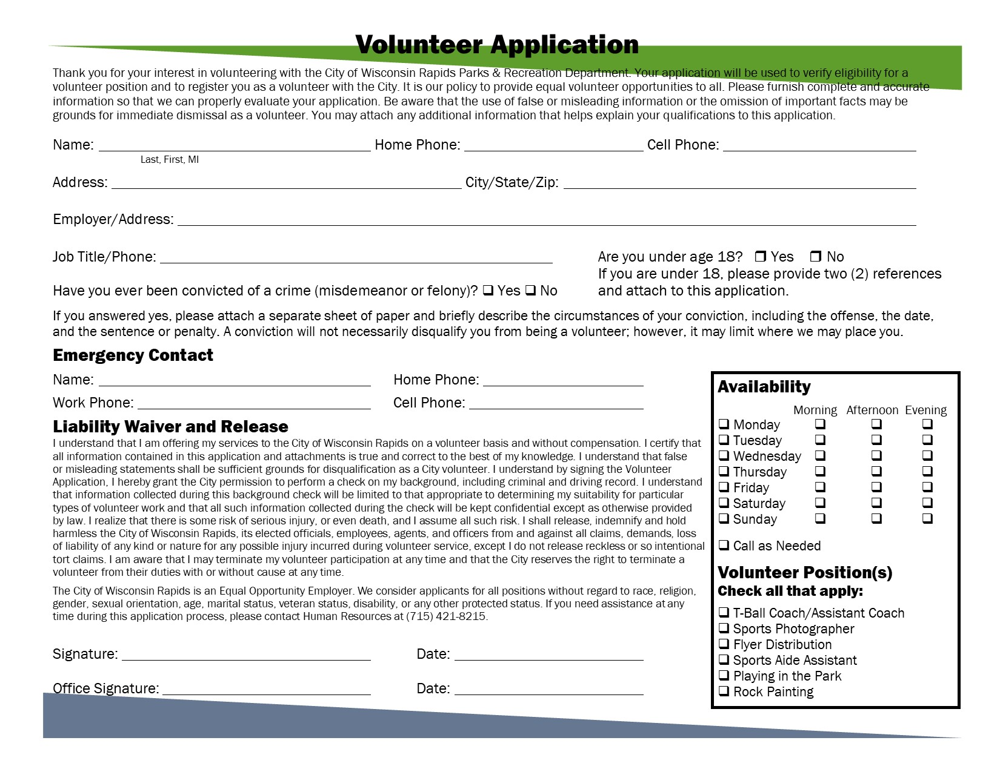 Volunteer Application
Thank you for your interest in volunteering with the City of Wisconsin Rapids Parks & Recreation Department. Your application will be used to verify eligibility for a
volunteer position and to register you as a volunteer with the City. It is our policy to provide equal volunteer opportunities to all. Please furnish complete and accurate
information so that we can properly evaluate your application. Be aware that the use of false or misleading information or the omission of important facts may be
grounds for immediate dismissal as a volunteer. You may attach any additional information that helps explain your qualifications to this application.
Name: Home Phone: Cell Phone:
Last, First, MI
Address: City/State/Zip:
Employer/Address:
Job Title/Phone:
Are you under age 18? ❒ Yes ❒ No
If you are under 18, please provide two (2) references
and attach to this application.
Have you ever been convicted of a crime (misdemeanor or felony)? ❑ Yes ❑ No
If you answered yes, please attach a separate sheet of paper and briefly describe the circumstances of your conviction, including the offense, the date,
and the sentence or penalty. A conviction will not necessarily disqualify you from being a volunteer; however, it may limit where we may place you.
Emergency Contact
Name: Home Phone:
Work Phone: Cell Phone:
Liability Waiver and Release
I understand that I am offering my services to the City of Wisconsin Rapids on a volunteer basis and without compensation. I certify that
all information contained in this application and attachments is true and correct to the best of my knowledge. I understand that false
or misleading statements shall be sufficient grounds for disqualification as a City volunteer. I understand by signing the Volunteer
Application, I hereby grant the City permission to perform a check on my background, including criminal and driving record. I understand
that information collected during this background check will be limited to that appropriate to determining my suitability for particular
types of volunteer work and that all such information collected during the check will be kept confidential except as otherwise provided
by law. I realize that there is some risk of serious injury, or even death, and I assume all such risk. I shall release, indemnify and hold
harmless the City of Wisconsin Rapids, its elected officials, employees, agents, and officers from and against all claims, demands, loss
of liability of any kind or nature for any possible injury incurred during volunteer service, except I do not release reckless or so intentional
tort claims. I am aware that I may terminate my volunteer participation at any time and that the City reserves the right to terminate a
volunteer from their duties with or without cause at any time.
The City of Wisconsin Rapids is an Equal Opportunity Employer. We consider applicants for all positions without regard to race, religion,
gender, sexual orientation, age, marital status, veteran status, disability, or any other protected status. If you need assistance at any
time during this application process, please contact Human Resources at (715) 421-8215.
Signature: Date:
Office Signature: Date:
Availability
Morning Afternoon Evening
❑ Monday ❑ ❑ ❑
❑ Tuesday ❑ ❑ ❑
❑ Wednesday ❑ ❑ ❑
❑ Thursday ❑ ❑ ❑
❑ Friday ❑ ❑ ❑
❑ Saturday ❑ ❑ ❑
❑ Sunday ❑ ❑ ❑
❑ Call as Needed
Volunteer Position(s)
Check all that apply:
❑ T-Ball Coach/Assistant Coach
❑ Sports Photographer
❑ Flyer Distribution
❑ Sports Aide Assistant
❑ Playing in the Park
❑ Rock Painting